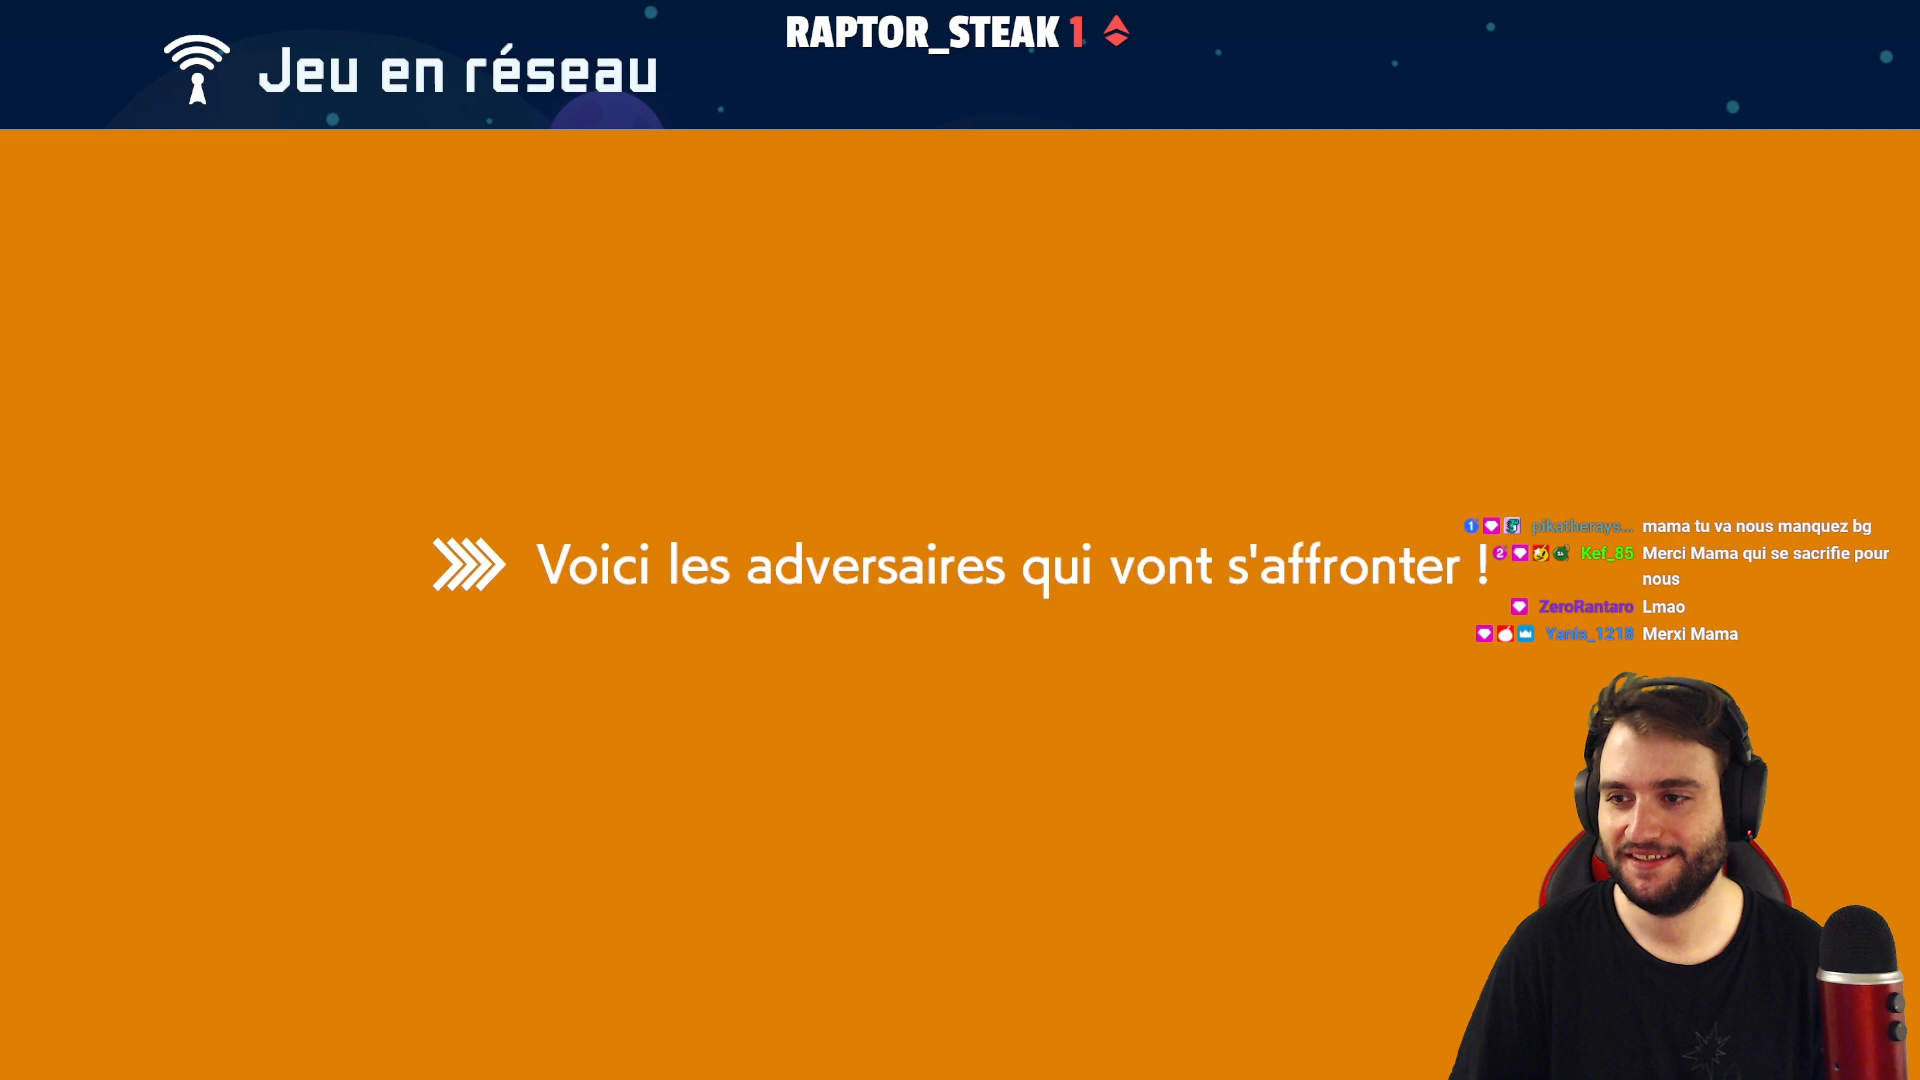 RAPTOR_STEAK 1
Jeu en réseau
Voici les adversaires qui vont s'affronter !
pikatherays... mama tu va nous manquez bg
Kef_85 Merci Mama qui se sacrifie pour
nous
ZeroRantaro Lmao
Yanis_1218 Merxi Mama